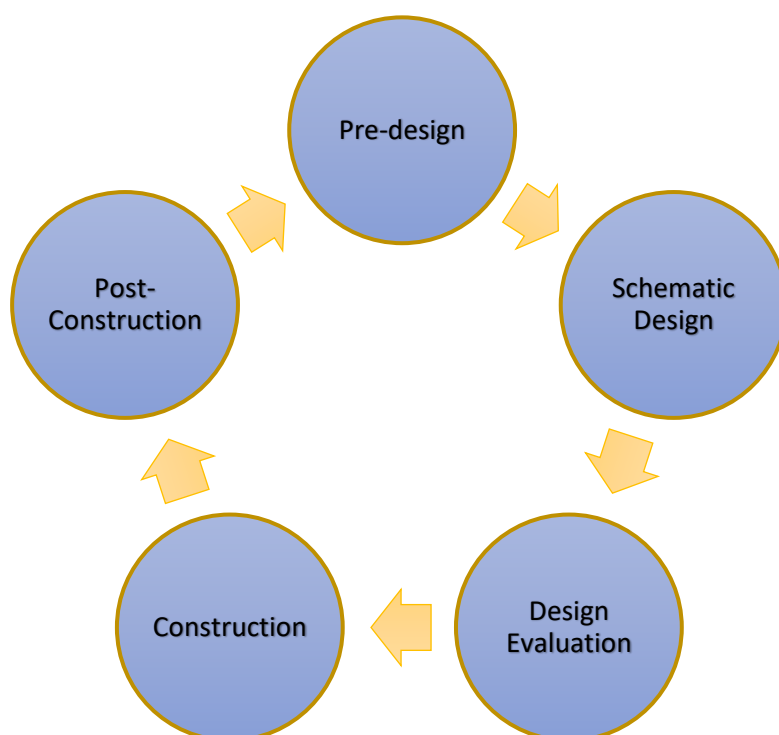 Pre-design
Schematic
Design
Design
Evaluation
Construction
Post-
Construction